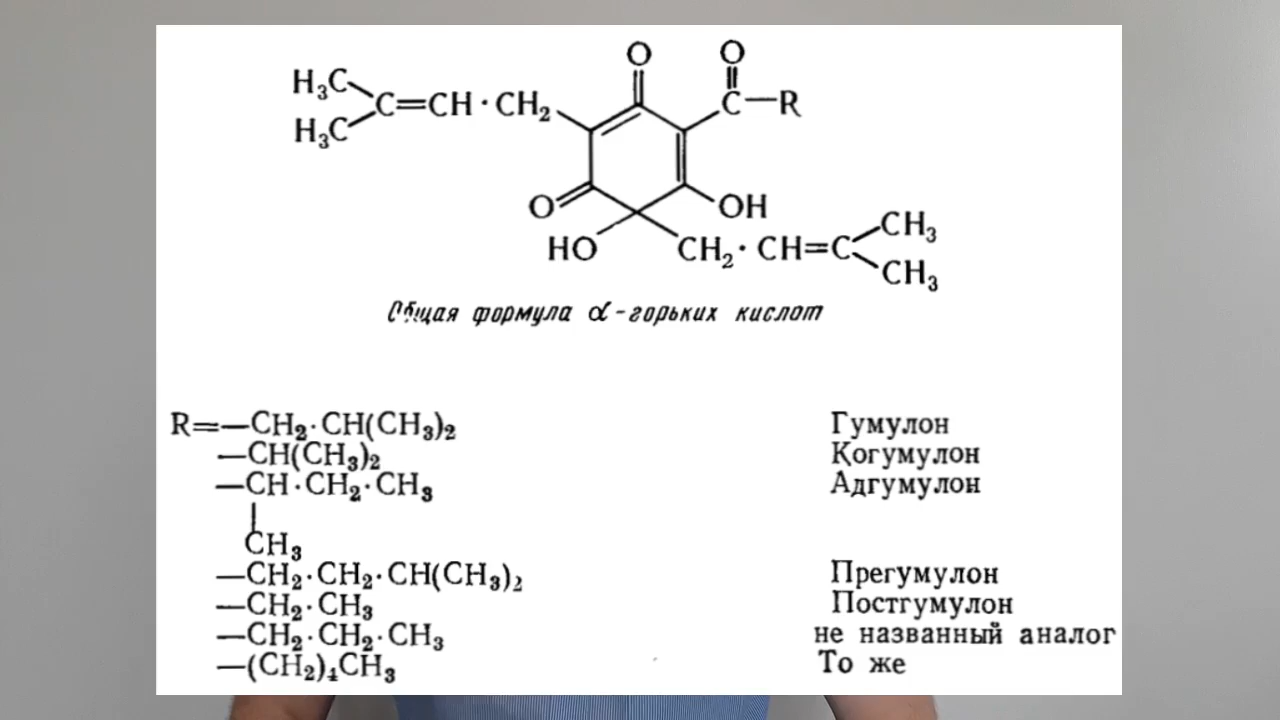 O O
H₃C
C=CH·CH₂ C—R
H₃C
O OH
HO CH₂·CH=C CH₃
CH₃
Общая формула α-горьких кислот
R=—CH₂·CH(CH₃)₂ Гумулон
—CH(CH₃)₂ Когумулон
—CH·CH₂·CH₃ Адгумулон
CH₃
—CH₂·CH₂·CH(CH₃)₂ Прегумулон
—CH₂·CH₃ Постгумулон
—CH₂·CH₂·CH₃ не названный аналог
—(CH₂)₄CH₃ То же